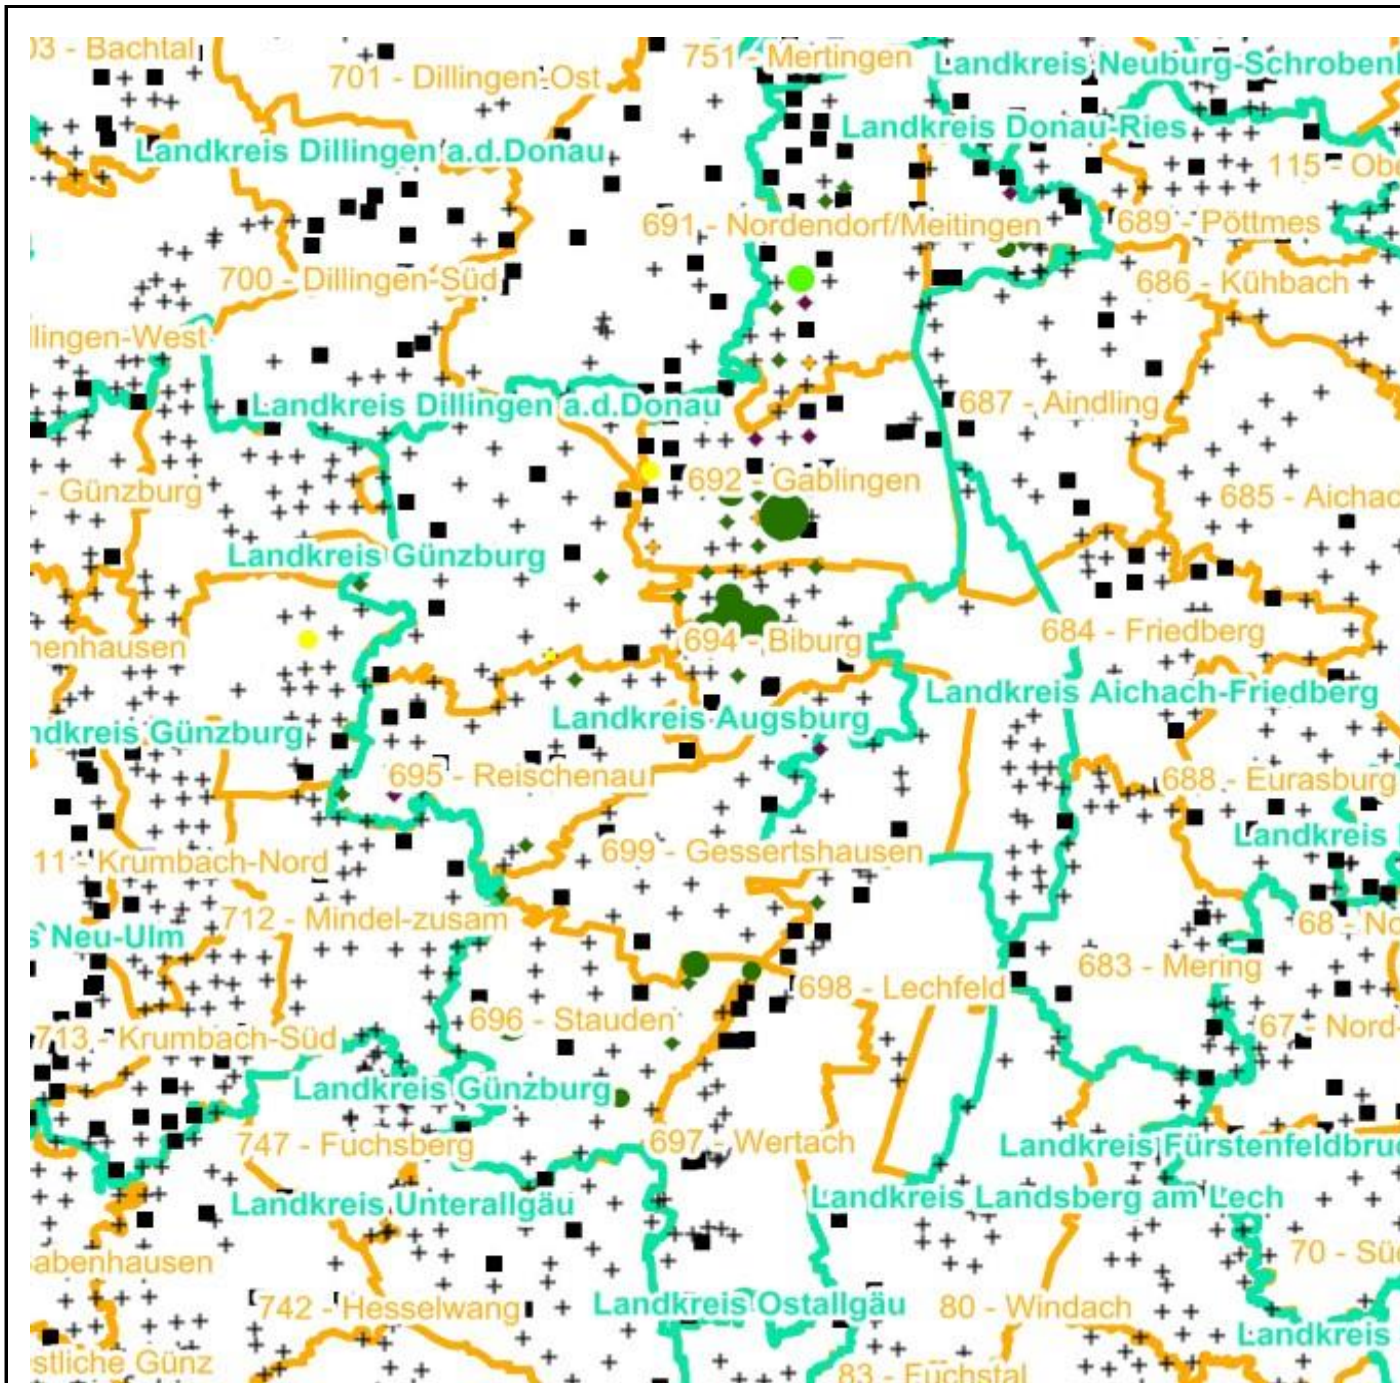 03 - Bachtal
751 - Mertingen
Landkreis Neuburg-Schroben
701 - Dillingen-Ost
Landkreis Donau-Ries
Landkreis Dillingen a.d.Donau
115 - Obe
691 - Nordendorf/Meitingen
689 - Pöttmes
700 - Dillingen-Süd
686 - Kühbach
llingen-West
Landkreis Dillingen a.d.Donau
687 - Aindling
692 - Gablingen
- Günzburg
685 - Aichac
Landkreis Günzburg
684 - Friedberg
694 - Biburg
nenhausen
Landkreis Aichach-Friedberg
Landkreis Augsburg
ndkreis Günzburg
695 - Reischenau
688 - Eurasburg
Landkreis
699 - Gessertshausen
11 - Krumbach-Nord
712 - Mindel-zusam
68 - No
s Neu-Ulm
683 - Mering
698 - Lechfeld
696 - Stauden
67 - Nord
713 - Krumbach-Süd
Landkreis Günzburg
747 - Fuchsberg
697 - Wertach
Landkreis Fürstenfeldbru
Landkreis Unterallgäu
Landkreis Landsberg am Lech
70 - Sü
abenhausen
742 - Hesselwang
Landkreis Ostallgäu
80 - Windach
Landkreis
stliche Günz
83 - Fuchstal